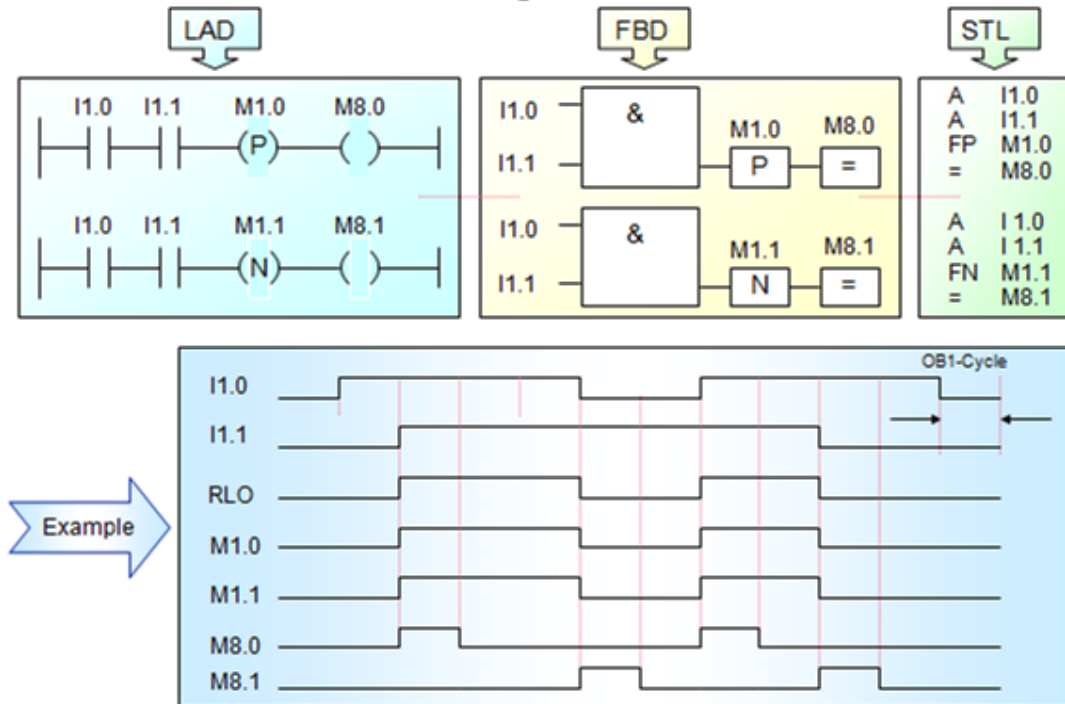 LAD
FBD
STL
I1.0 I1.1 M1.0 M8.0
(P) ( )
I1.0 I1.1 M1.1 M8.1
(N) ( )
I1.0
&
M1.0 M8.0
I1.1
P =
I1.0
&
M1.1 M8.1
I1.1
N =
A I1.0
A I1.1
FP M1.0
= M8.0
A I 1.0
A I 1.1
FN M1.1
= M8.1
Example
OB1-Cycle
I1.0
I1.1
RLO
M1.0
M1.1
M8.0
M8.1